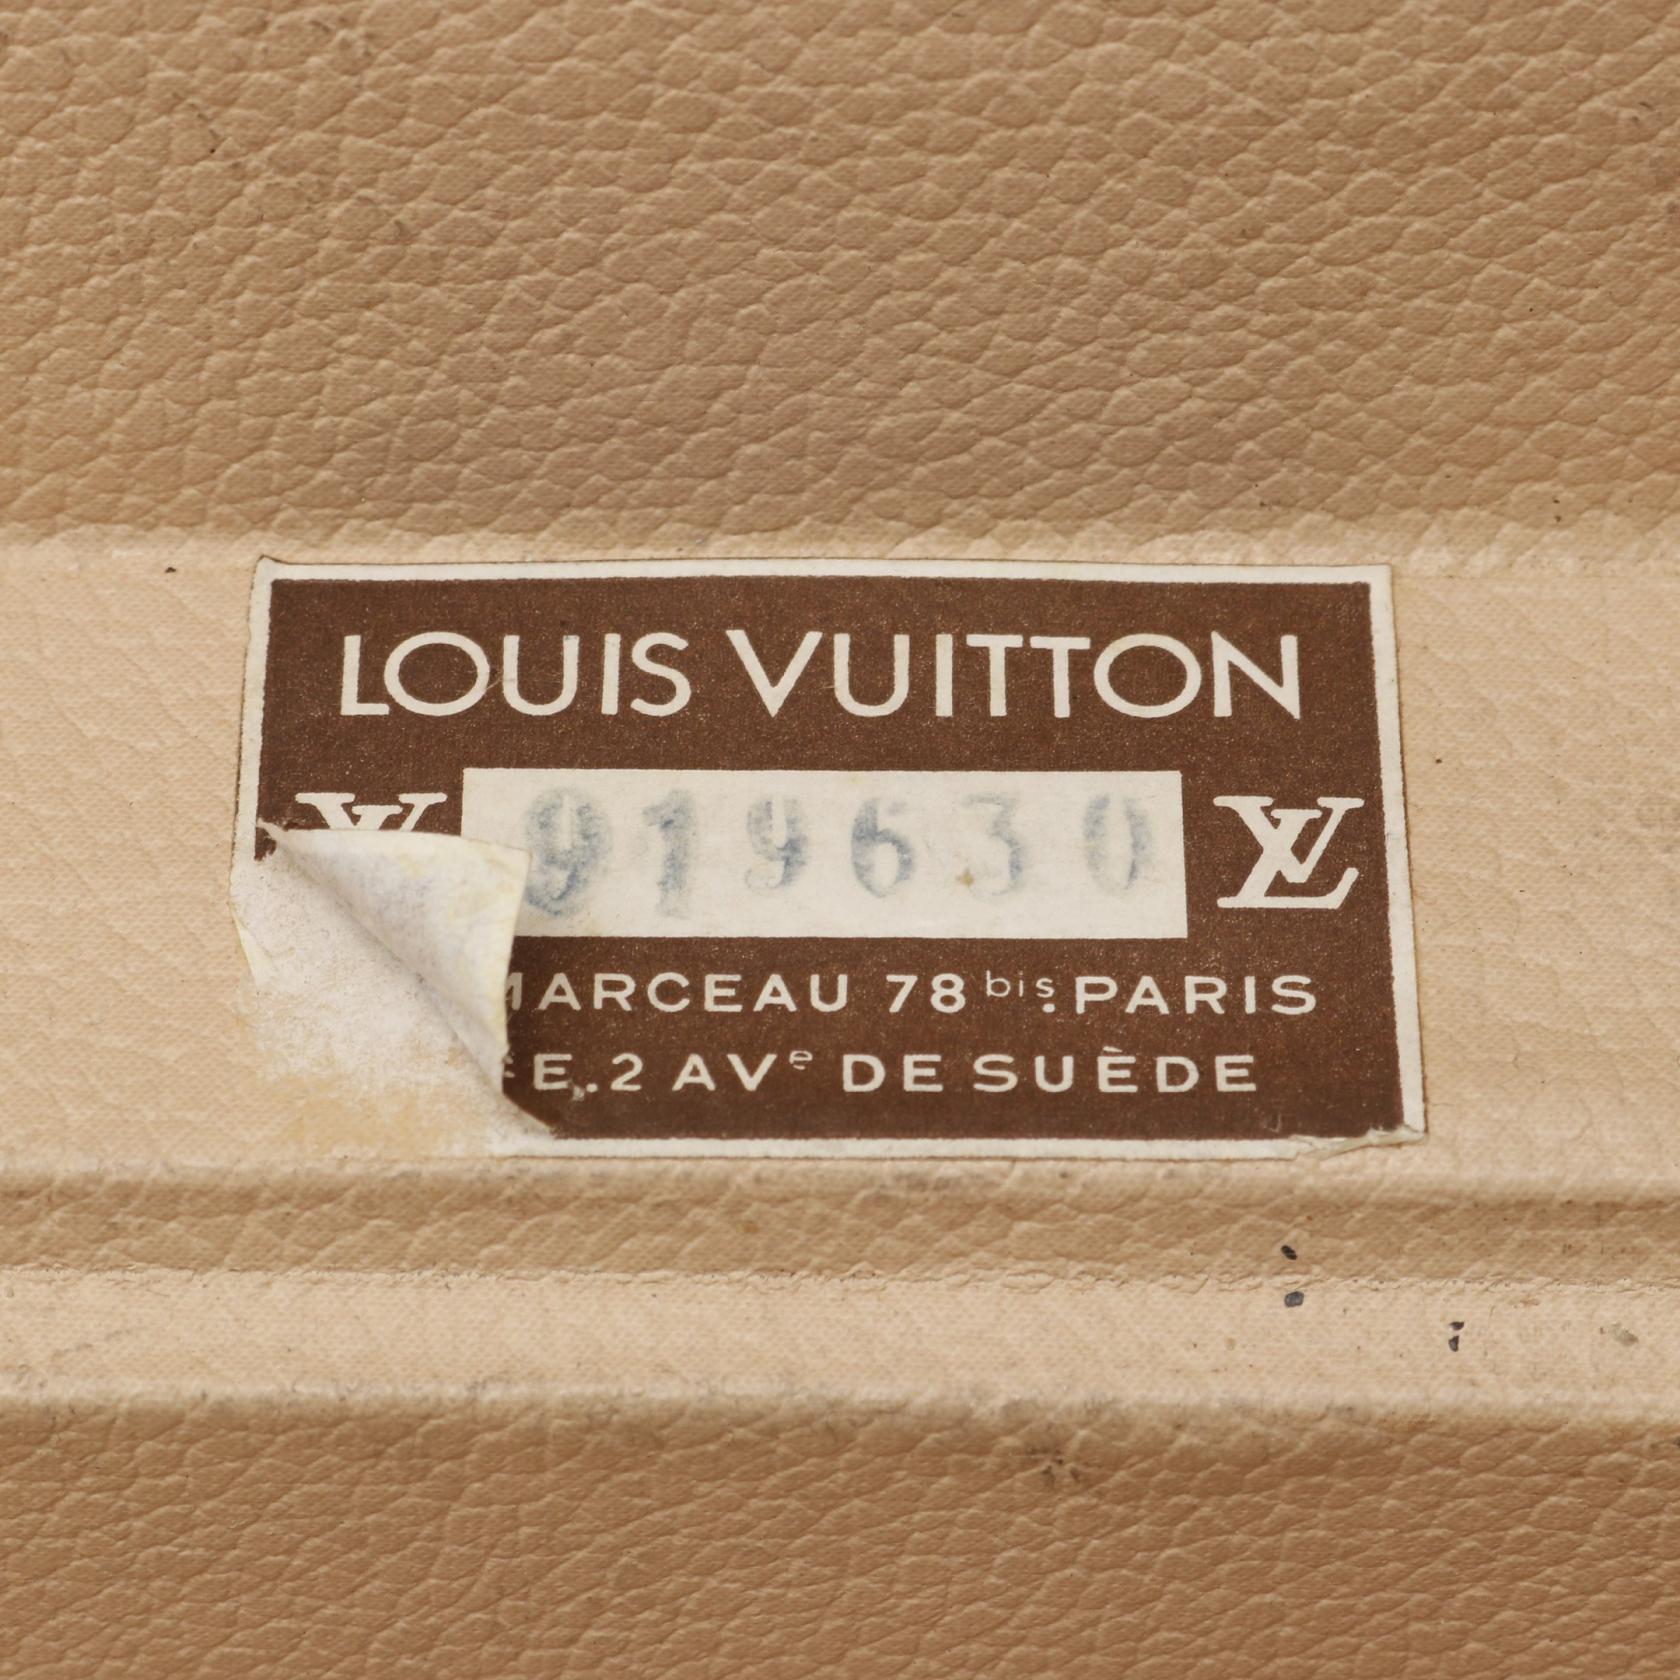 LOUIS VUITTON
919630 LV
MARCEAU 78 bis. PARIS
E. 2 AVe DE SUÈDE